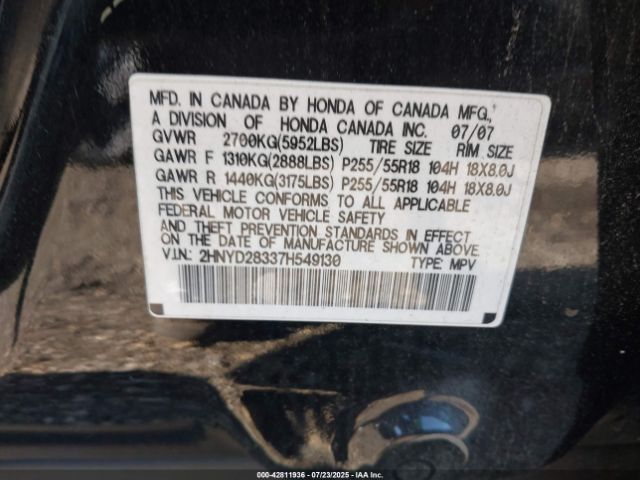 MFD. IN CANADA BY HONDA OF CANADA MFG.,
A DIVISION OF HONDA CANADA INC. 07/07
GVWR 2700KG(5952LBS) TIRE SIZE RIM SIZE
GAWR F 1310KG(2888LBS) P255/55R18 104H 18X8.0J
GAWR R 1440KG(3175LBS) P255/55R18 104H 18X8.0J
THIS VEHICLE CONFORMS TO ALL APPLICABLE
FEDERAL MOTOR VEHICLE SAFETY
AND THEFT PREVENTION STANDARDS IN EFFECT
ON THE DATE OF MANUFACTURE SHOWN ABOVE.
V.I.N.: 2HNYD28337H549130 TYPE: MPV
000-42811936 - 07/23/2025 - IAA Inc.